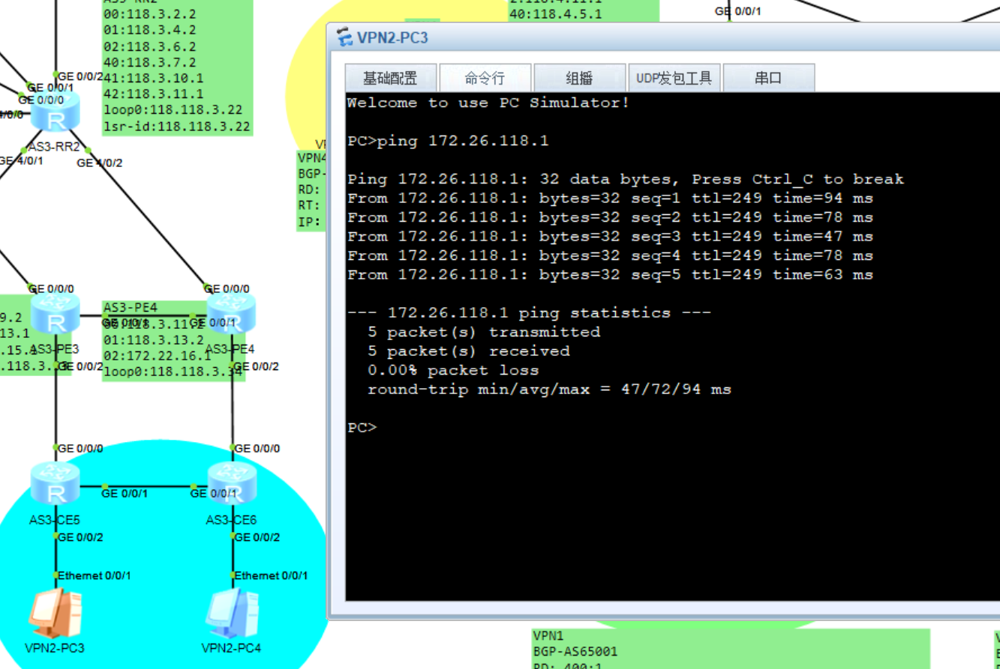 AS3-RR2
00:118.3.2.2
01:118.3.4.2
02:118.3.6.2
40:118.3.7.2
41:118.3.10.1
42:118.3.11.1
loop0:118.118.3.22
lsr-id:118.118.3.22
GE 0/0/2
GE 0/0/1
GE 0/0/0
4/0/0
AS3-RR2
GE 4/0/1
GE 4/0/2
40:118.4.5.1
GE 0/0/1
VPN4
BGP-
RD:
RT:
IP:
VPN2-PC3
基础配置
命令行
组播
UDP发包工具
串口
Welcome to use PC Simulator!
PC>ping 172.26.118.1
Ping 172.26.118.1: 32 data bytes, Press Ctrl_C to break
From 172.26.118.1: bytes=32 seq=1 ttl=249 time=94 ms
From 172.26.118.1: bytes=32 seq=2 ttl=249 time=78 ms
From 172.26.118.1: bytes=32 seq=3 ttl=249 time=47 ms
From 172.26.118.1: bytes=32 seq=4 ttl=249 time=78 ms
From 172.26.118.1: bytes=32 seq=5 ttl=249 time=63 ms
--- 172.26.118.1 ping statistics ---
5 packet(s) transmitted
5 packet(s) received
0.00% packet loss
round-trip min/avg/max = 47/72/94 ms
PC>
GE 0/0/0
GE 0/0/0
9.2
13.1
AS3-PE3
GE 0/0/2
AS3-PE4
GE 0/0/1
01:118.3.13.2
02:172.22.16.1
loop0:118.118.3.34
AS3-PE4
GE 0/0/2
GE 0/0/0
GE 0/0/0
GE 0/0/1
GE 0/0/1
AS3-CE5
AS3-CE6
GE 0/0/2
GE 0/0/2
Ethernet 0/0/1
Ethernet 0/0/1
VPN2-PC3
VPN2-PC4
VPN1
BGP-AS65001
RD: 400:1